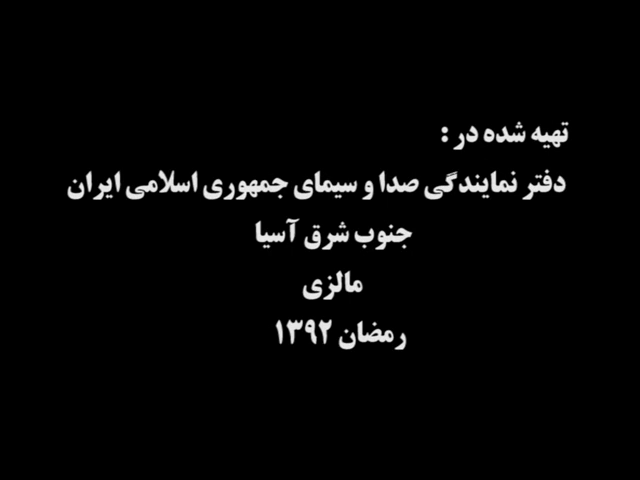 تهیه شده در :
دفتر نمایندگی صدا و سیمای جمهوری اسلامی ایران
جنوب شرق آسیا
مالزی
رمضان ۱۳۹۲